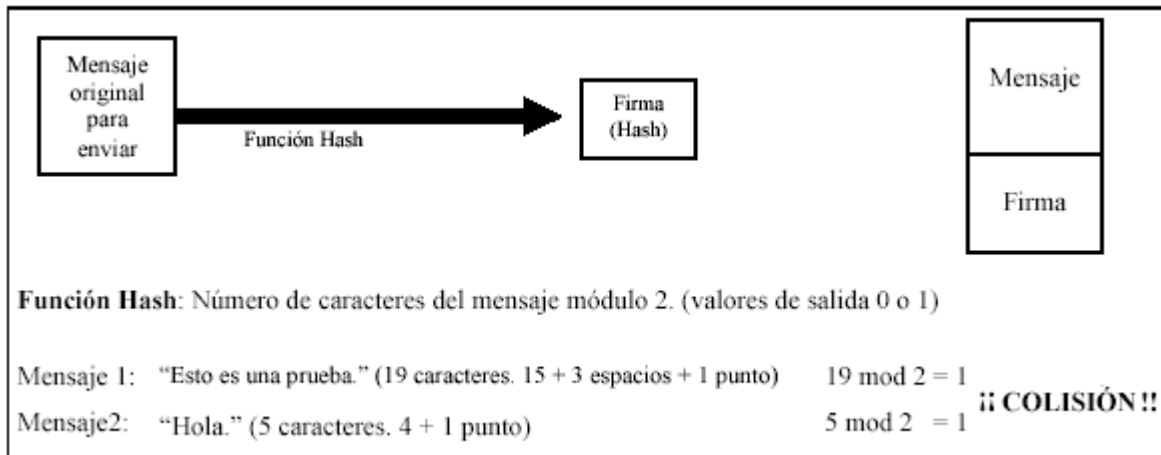 Mensaje
original
para
enviar
Función Hash
Firma
(Hash)
Mensaje
Firma
Función Hash: Número de caracteres del mensaje módulo 2. (valores de salida 0 o 1)
Mensaje 1: “Esto es una prueba.” (19 caracteres. 15 + 3 espacios + 1 punto) 19 mod 2 = 1
Mensaje2: “Hola.” (5 caracteres. 4 + 1 punto) 5 mod 2 = 1
¡¡ COLISIÓN !!